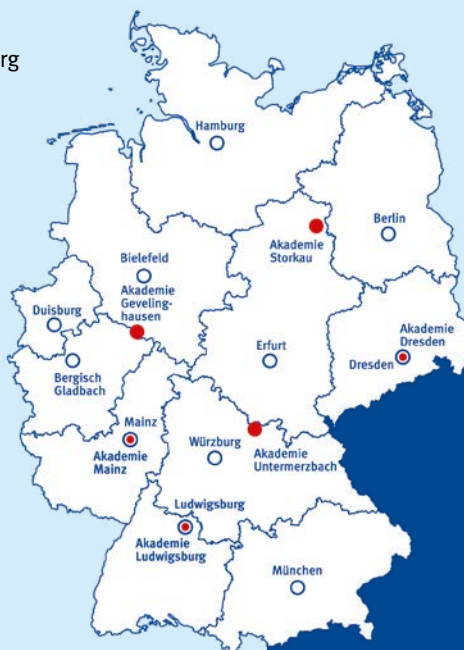 rg
Hamburg
Berlin
Akademie
Storkau
Bielefeld
Akademie
Geveling-
hausen
Duisburg
Bergisch
Gladbach
Erfurt
Akademie
Dresden
Dresden
Mainz
Akademie
Mainz
Würzburg
Akademie
Untermerzbach
Ludwigsburg
Akademie
Ludwigsburg
München